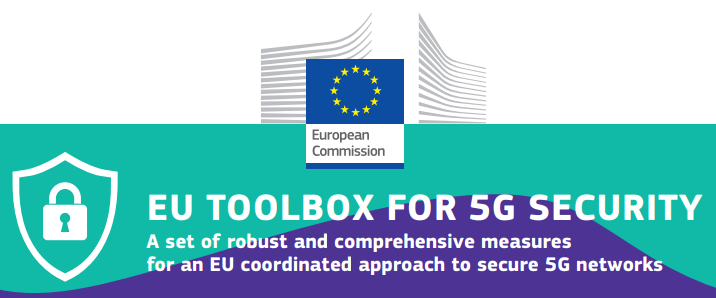 European
Commission
EU TOOLBOX FOR 5G SECURITY
A set of robust and comprehensive measures
for an EU coordinated approach to secure 5G networks